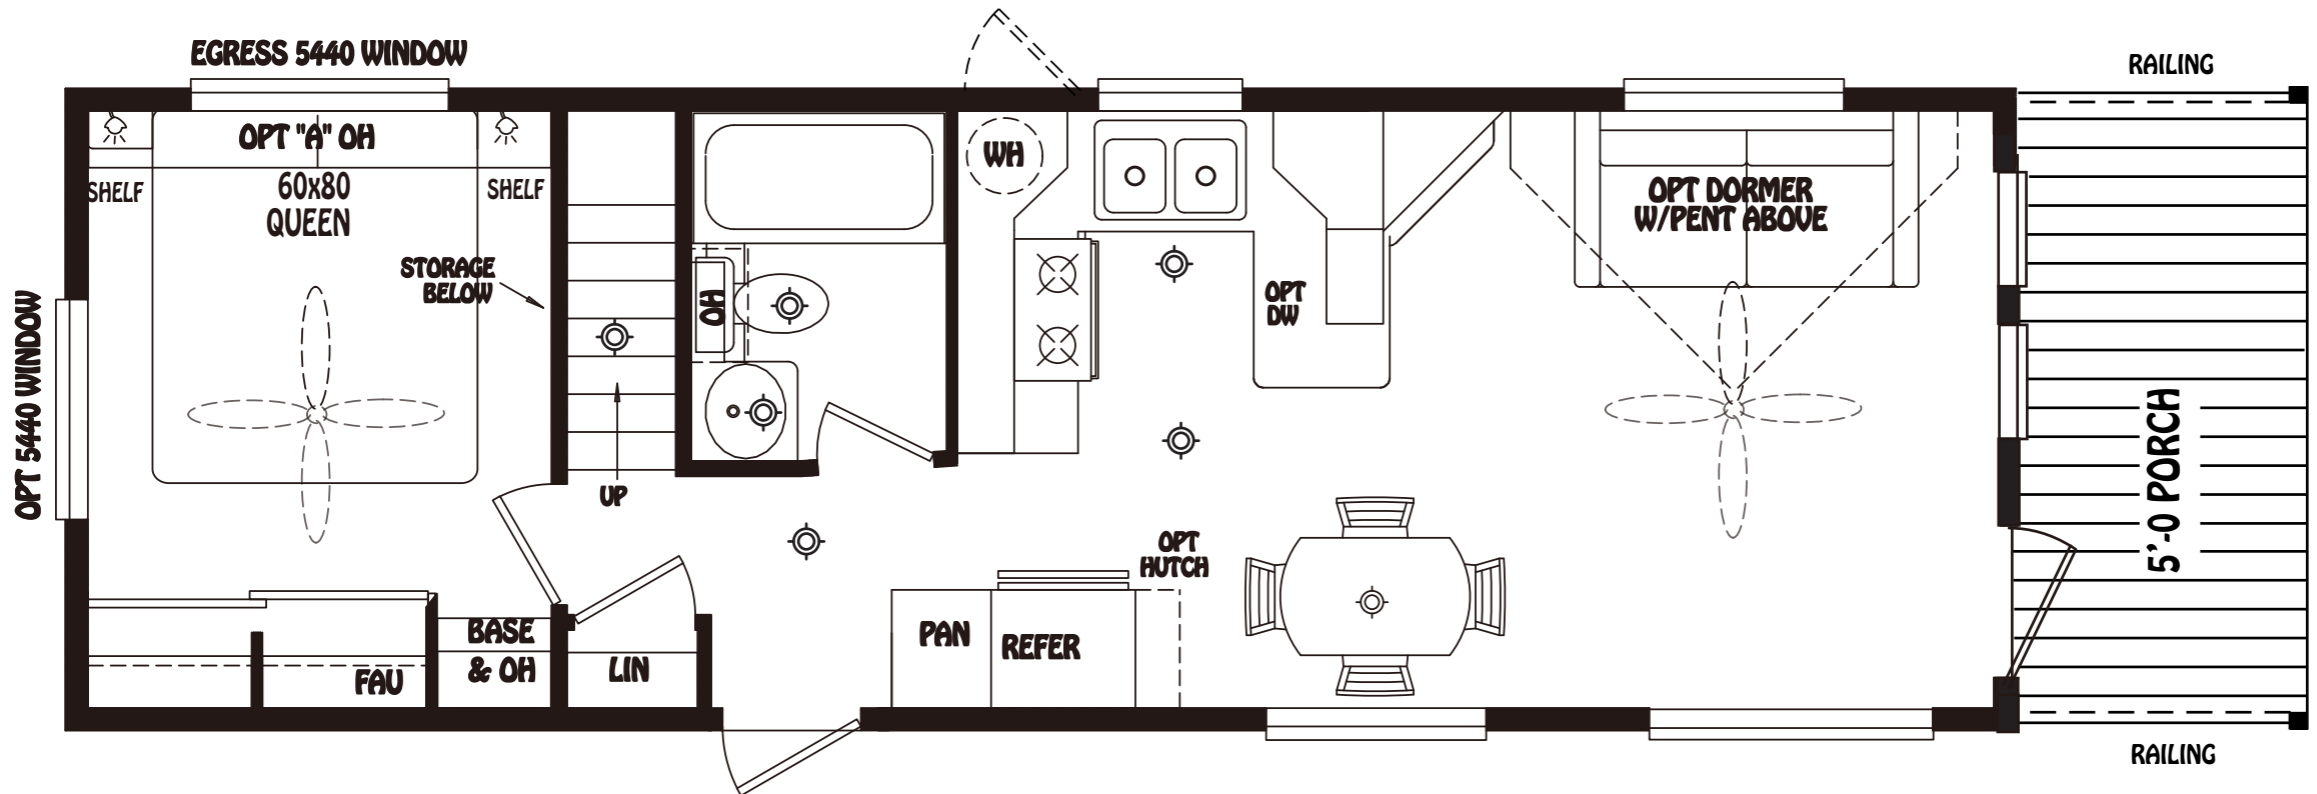 EGRESS 5440 WINDOW
RAILING
OPT "A" OH
60x80
QUEEN
SHELF
SHELF
STORAGE
BELOW
OPT 5440 WINDOW
UP
OH
WH
OPT
DW
OPT DORMER
W/PENT ABOVE
5'-0 PORCH
OPT
HUTCH
PAN
REFER
BASE
& OH
LIN
FAU
RAILING